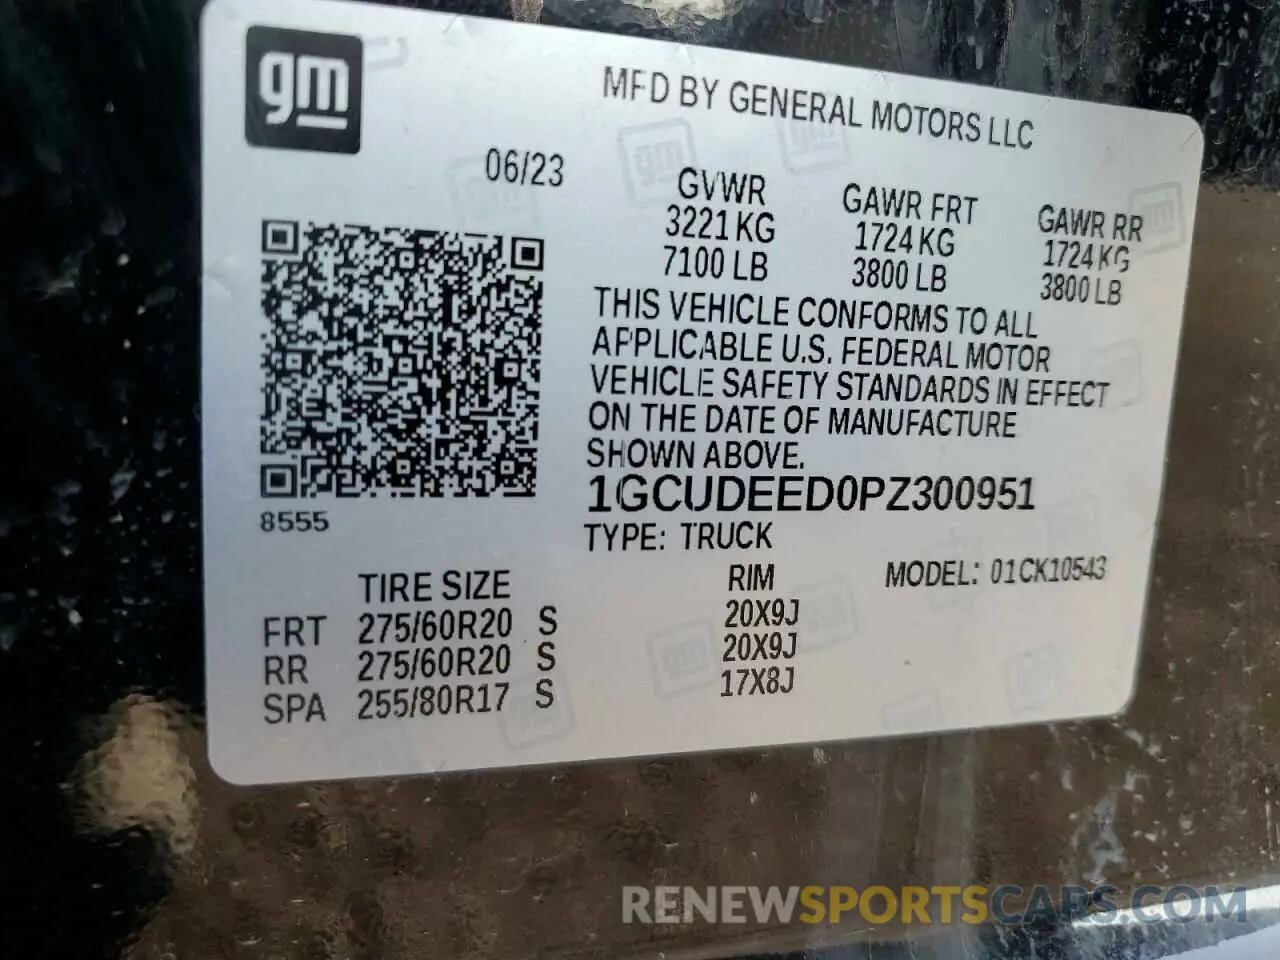 gm
MFD BY GENERAL MOTORS LLC
06/23
GVWR GAWR FRT GAWR RR
3221 KG 1724 KG 1724 KG
7100 LB 3800 LB 3800 LB
THIS VEHICLE CONFORMS TO ALL
APPLICABLE U.S. FEDERAL MOTOR
VEHICLE SAFETY STANDARDS IN EFFECT
ON THE DATE OF MANUFACTURE
SHOWN ABOVE.
1GCUDEED0PZ300951
8555
TYPE: TRUCK
TIRE SIZE RIM MODEL: 01CK10543
FRT 275/60R20 S 20X9J
RR 275/60R20 S 20X9J
SPA 255/80R17 S 17X8J
RENEWSPORTSCARS.COM